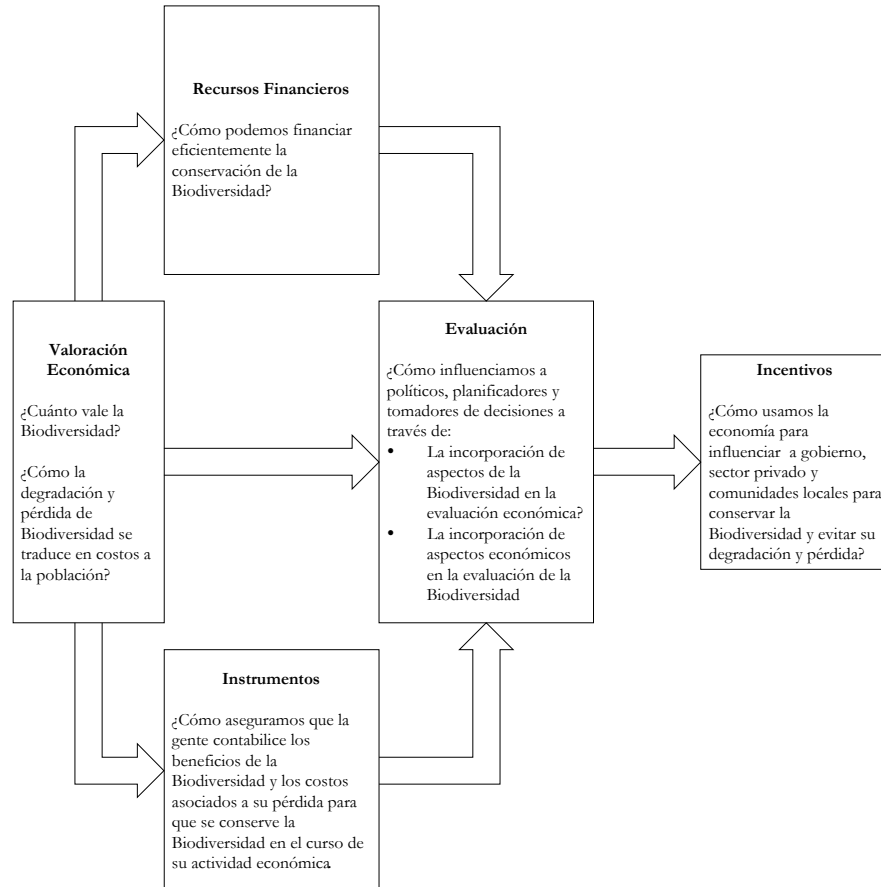 Recursos Financieros
¿Cómo podemos financiar
eficientemente la
conservación de la
Biodiversidad?
Valoración
Económica
¿Cuánto vale la
Biodiversidad?
¿Cómo la
degradación y
pérdida de
Biodiversidad se
traduce en costos a
la población?
Evaluación
¿Cómo influenciamos a
políticos, planificadores y
tomadores de decisiones a
través de:
• La incorporación de
aspectos de la
Biodiversidad en la
evaluación económica?
• La incorporación de
aspectos económicos
en la evaluación de la
Biodiversidad
Incentivos
¿Cómo usamos la
economía para
influenciar a gobierno,
sector privado y
comunidades locales para
conservar la
Biodiversidad y evitar su
degradación y pérdida?
Instrumentos
¿Cómo aseguramos que la
gente contabilice los
beneficios de la
Biodiversidad y los costos
asociados a su pérdida para
que se conserve la
Biodiversidad en el curso de
su actividad económica.